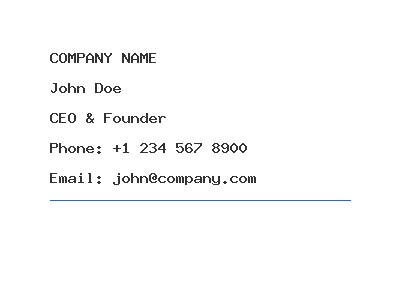 COMPANY NAME
John Doe
CEO & Founder
Phone: +1 234 567 8900
Email: john@company.com